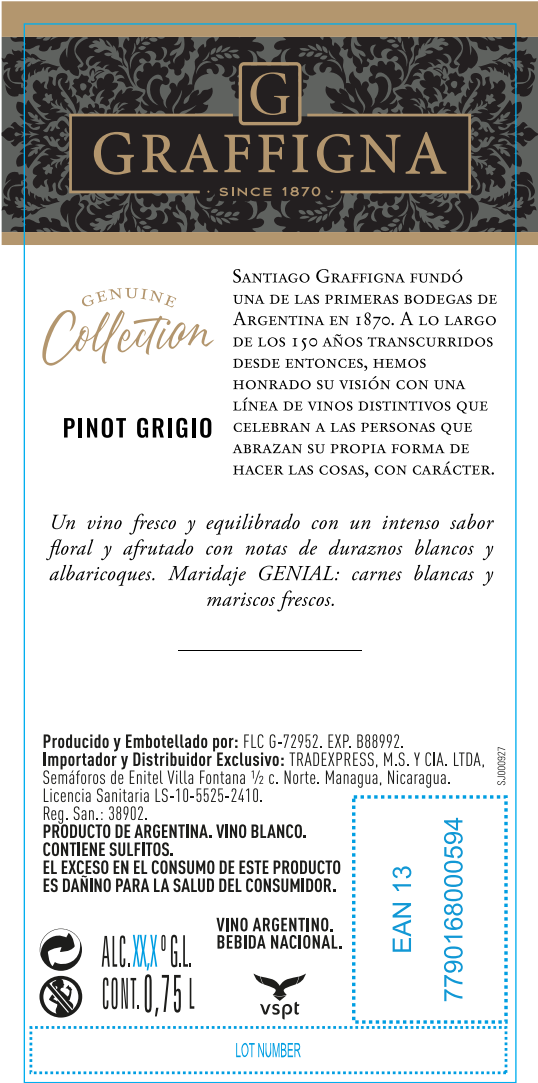 G
GRAFFIGNA
· SINCE 1870 ·
GENUINE
Collection
PINOT GRIGIO
SANTIAGO GRAFFIGNA FUNDÓ
UNA DE LAS PRIMERAS BODEGAS DE
ARGENTINA EN 1870. A LO LARGO
DE LOS 150 AÑOS TRANSCURRIDOS
DESDE ENTONCES, HEMOS
HONRADO SU VISIÓN CON UNA
LÍNEA DE VINOS DISTINTIVOS QUE
CELEBRAN A LAS PERSONAS QUE
ABRAZAN SU PROPIA FORMA DE
HACER LAS COSAS, CON CARÁCTER.
Un vino fresco y equilibrado con un intenso sabor
floral y afrutado con notas de duraznos blancos y
albaricoques. Maridaje GENIAL: carnes blancas y
mariscos frescos.
Producido y Embotellado por: FLC G-72952. EXP. B88992.
Importador y Distribuidor Exclusivo: TRADEXPRESS, M.S. Y CIA. LTDA,
Semáforos de Enitel Villa Fontana ½ c. Norte. Managua, Nicaragua.
Licencia Sanitaria LS-10-5525-2410.
Reg. San.: 38902.
PRODUCTO DE ARGENTINA. VINO BLANCO.
CONTIENE SULFITOS.
EL EXCESO EN EL CONSUMO DE ESTE PRODUCTO
ES DAÑINO PARA LA SALUD DEL CONSUMIDOR.
SJ000927
EAN 13
7790168000594
VINO ARGENTINO.
BEBIDA NACIONAL.
ALC.XX,X° G.L.
CONT. 0,75 L
vspt
LOT NUMBER